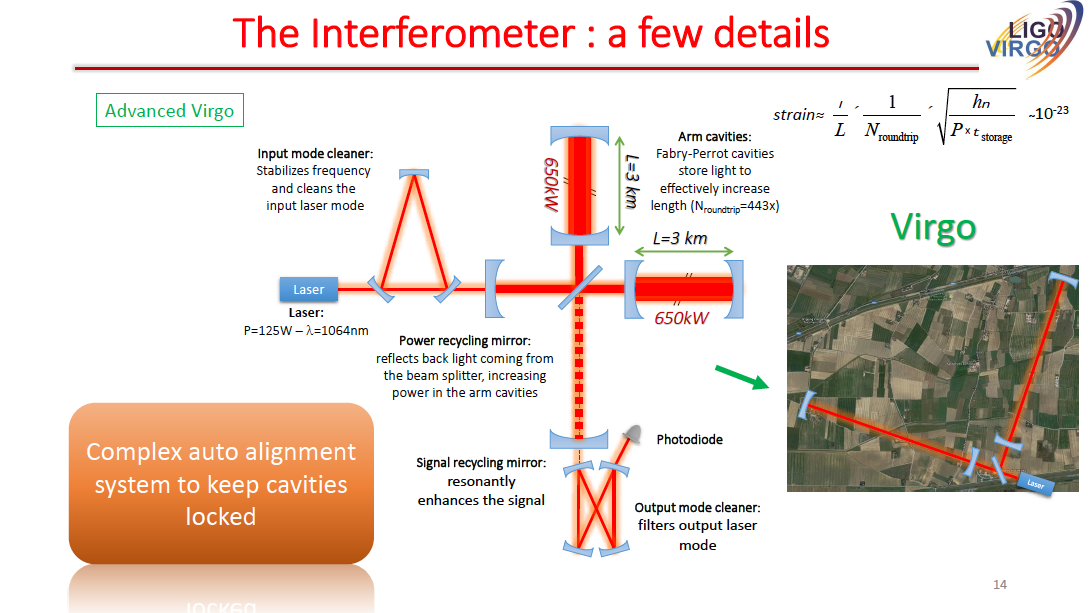 The Interferometer : a few details
LIGO
VIRGO
Advanced Virgo
strain≈ l/L ´ 1/Nroundtrip ´ √(hn/P×tstorage) ~10-23
Input mode cleaner:
Stabilizes frequency
and cleans the
input laser mode
650kW
L=3 km
Arm cavities:
Fabry-Perrot cavities
store light to
effectively increase
length (Nroundtrip=443x)
Virgo
L=3 km
Laser
650kW
Laser:
P=125W – λ=1064nm
Power recycling mirror:
reflects back light coming from
the beam splitter, increasing
power in the arm cavities
Complex auto alignment
system to keep cavities
locked
Photodiode
Signal recycling mirror:
resonantly
enhances the signal
Output mode cleaner:
filters output laser
mode
Laser
14